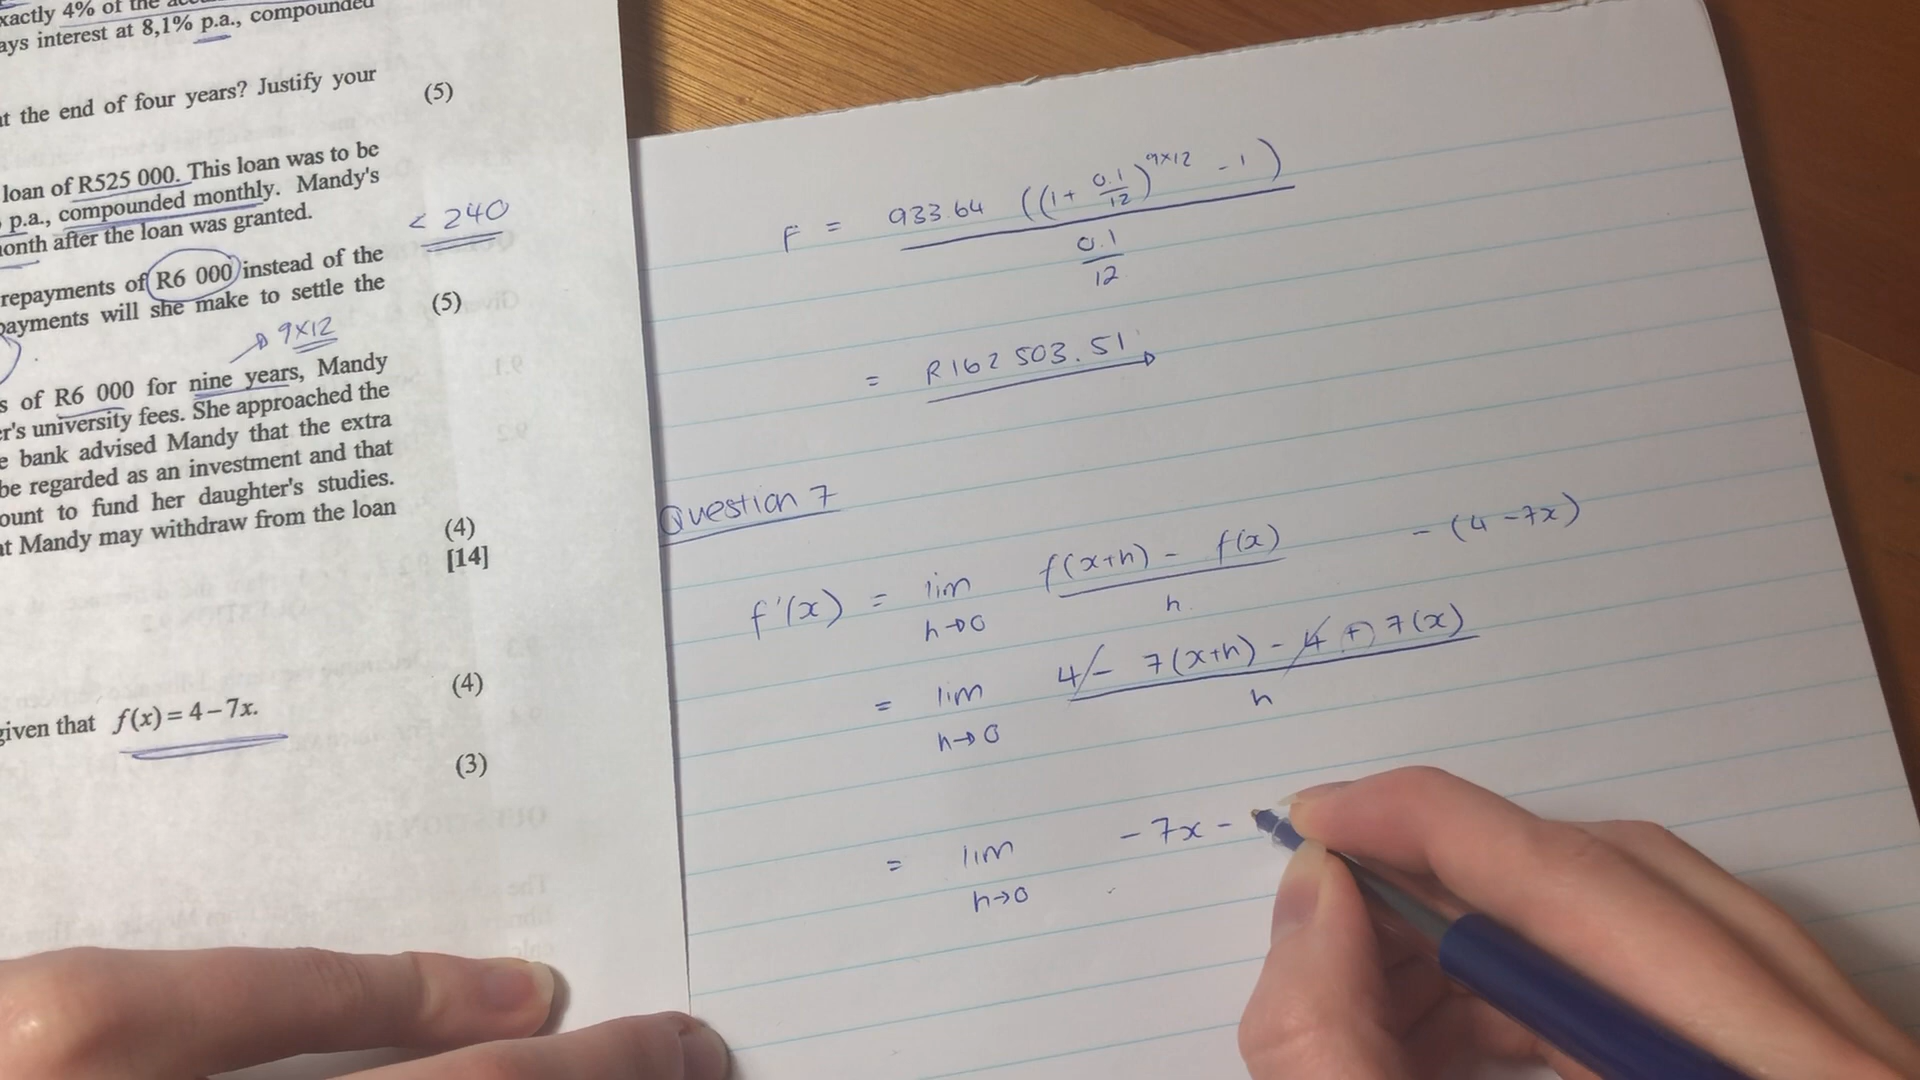 exactly 4% of the
ays interest at 8,1% p.a., compounded
at the end of four years? Justify your
(5)
loan of R525 000. This loan was to be
p.a., compounded monthly. Mandy's
month after the loan was granted.
< 240
repayments of R6 000 instead of the
payments will she make to settle the
(5)
9×12
s of R6 000 for nine years, Mandy
er's university fees. She approached the
e bank advised Mandy that the extra
be regarded as an investment and that
ount to fund her daughter's studies.
at Mandy may withdraw from the loan
(4)
[14]
(4)
given that f(x) = 4 – 7x.
(3)
F = 933.64 ((1 + 0.1/12)^9×12 - 1)
0.1
12
= R162 503.51
Question 7
f'(x) = lim h→0 f(x+h) - f(x) / h
- (4 - 7x)
= lim h→0 4 - 7(x+h) - 4 + 7(x) / h
= lim h→0 - 7x -